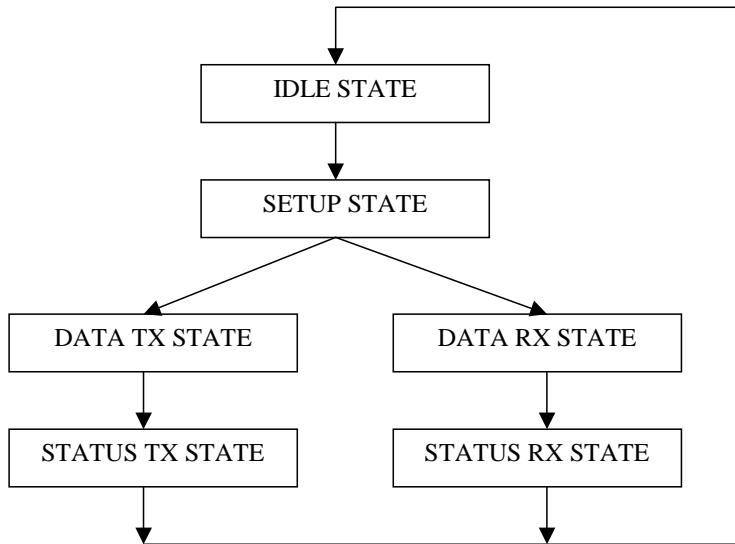 IDLE STATE
SETUP STATE
DATA TX STATE
DATA RX STATE
STATUS TX STATE
STATUS RX STATE